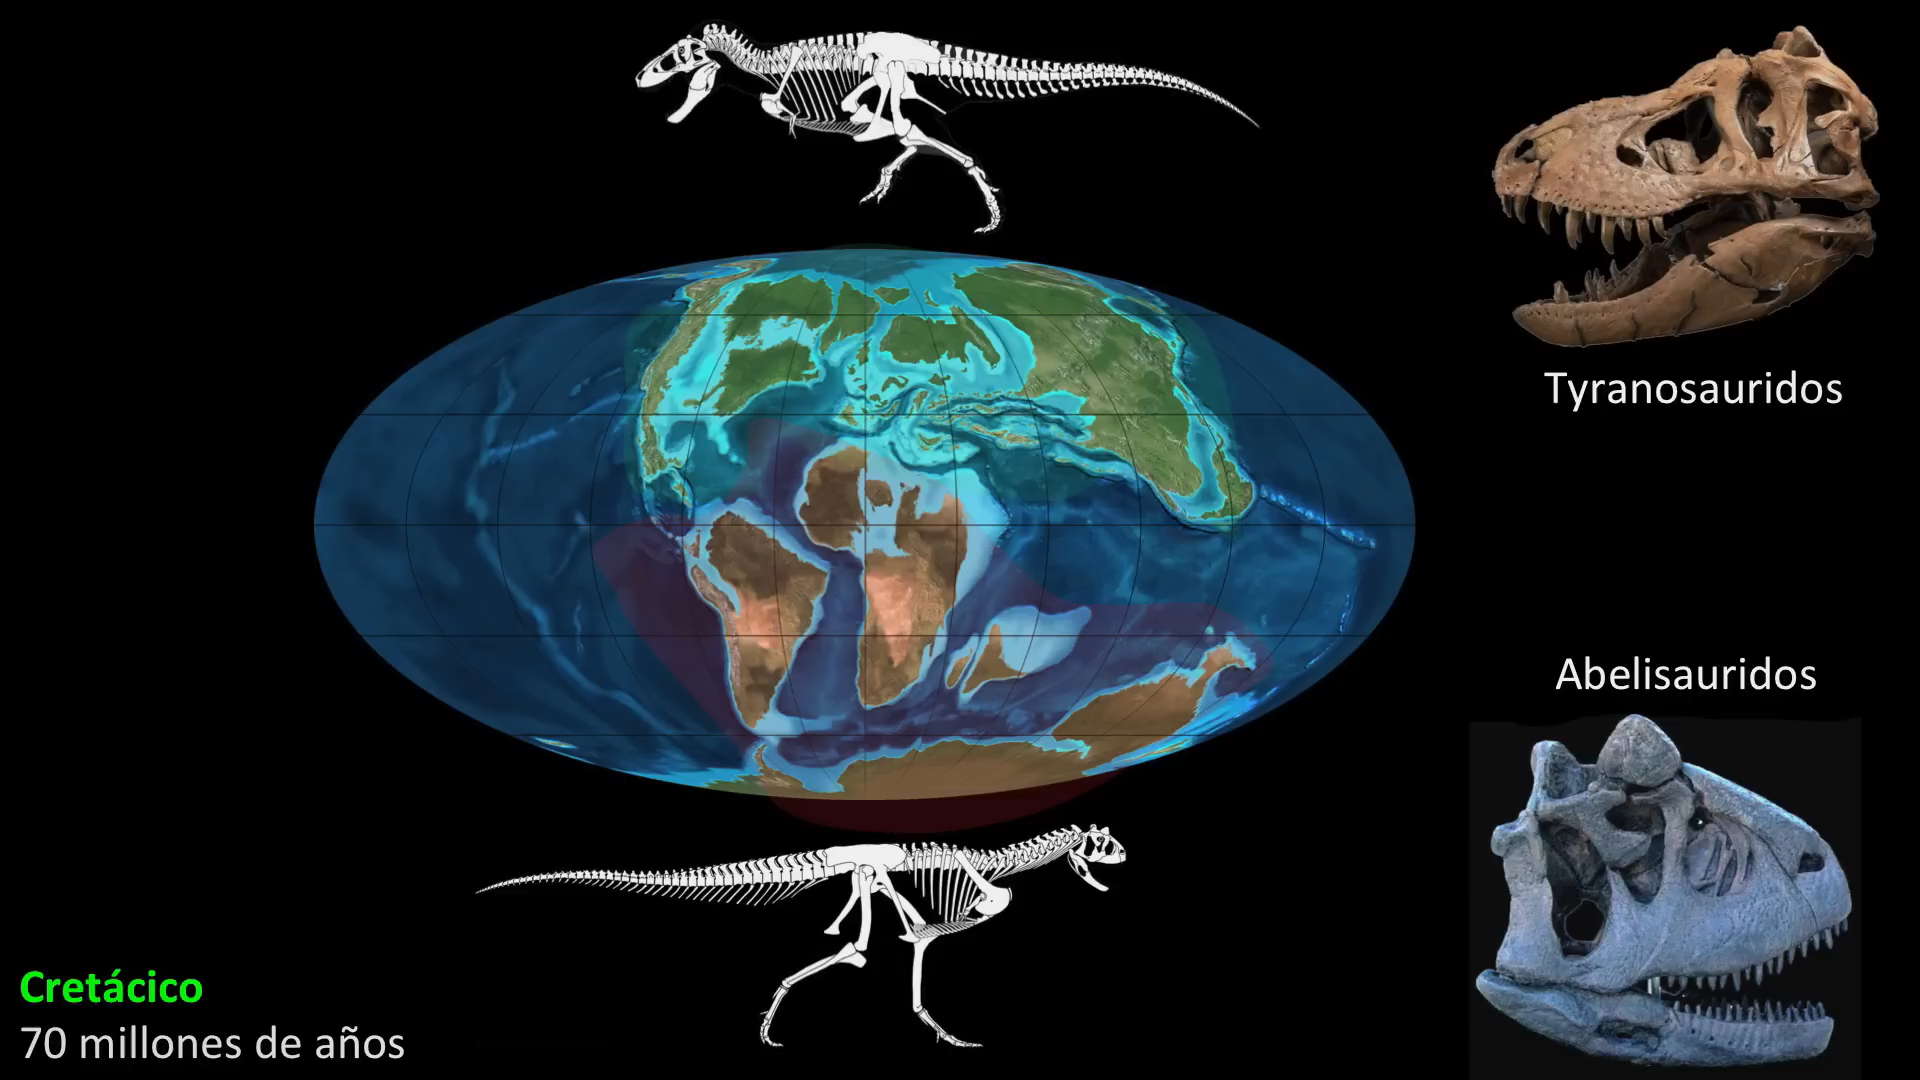 Tyranosauridos
Abelisauridos
Cretácico
70 millones de años